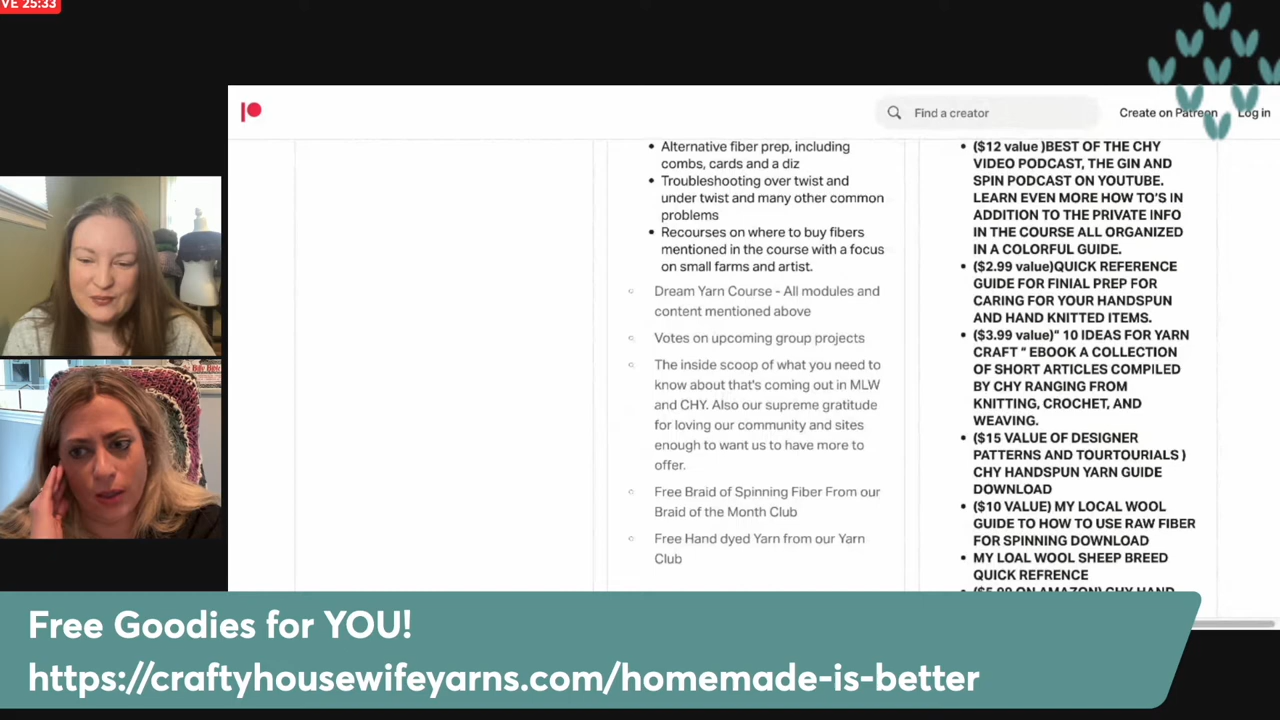 VE 25:33
Find a creator
Create on Patreon
Log in
Alternative fiber prep, including
combs, cards and a diz
Troubleshooting over twist and
under twist and many other common
problems
Recourses on where to buy fibers
mentioned in the course with a focus
on small farms and artist.
Dream Yarn Course - All modules and
content mentioned above
Votes on upcoming group projects
The inside scoop of what you need to
know about that's coming out in MLW
and CHY. Also our supreme gratitude
for loving our community and sites
enough to want us to have more to
offer.
Free Braid of Spinning Fiber From our
Braid of the Month Club
Free Hand dyed Yarn from our Yarn
Club
($12 value )BEST OF THE CHY
VIDEO PODCAST, THE GIN AND
SPIN PODCAST ON YOUTUBE.
LEARN EVEN MORE HOW TO'S IN
ADDITION TO THE PRIVATE INFO
IN THE COURSE ALL ORGANIZED
IN A COLORFUL GUIDE.
($2.99 value)QUICK REFERENCE
GUIDE FOR FINIAL PREP FOR
CARING FOR YOUR HANDSPUN
AND HAND KNITTED ITEMS.
($3.99 value)" 10 IDEAS FOR YARN
CRAFT " EBOOK A COLLECTION
OF SHORT ARTICLES COMPILED
BY CHY RANGING FROM
KNITTING, CROCHET, AND
WEAVING.
($15 VALUE OF DESIGNER
PATTERNS AND TOURTOURIALS )
CHY HANDSPUN YARN GUIDE
DOWNLOAD
($10 VALUE) MY LOCAL WOOL
GUIDE TO HOW TO USE RAW FIBER
FOR SPINNING DOWNLOAD
MY LOAL WOOL SHEEP BREED
QUICK REFRENCE
($5.99 ON AMAZON) CHY HAND
Free Goodies for YOU!
https://craftyhousewifeyarns.com/homemade-is-better